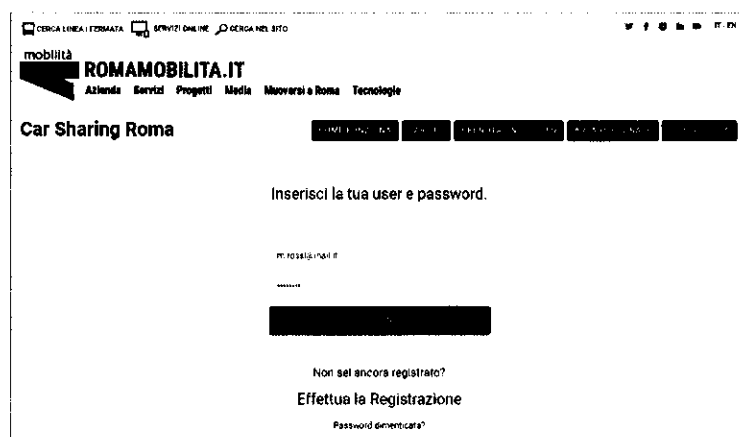 CERCA LINEA I FERMATA SERVIZI ONLINE CERCA NEL SITO IT - EN
mobilità
ROMAMOBILITA.IT
Azienda Servizi Progetti Media Muoversi a Roma Tecnologie
Car Sharing Roma
Inserisci la tua user e password.
Non sei ancora registrato?
Effettua la Registrazione
Password dimenticata?